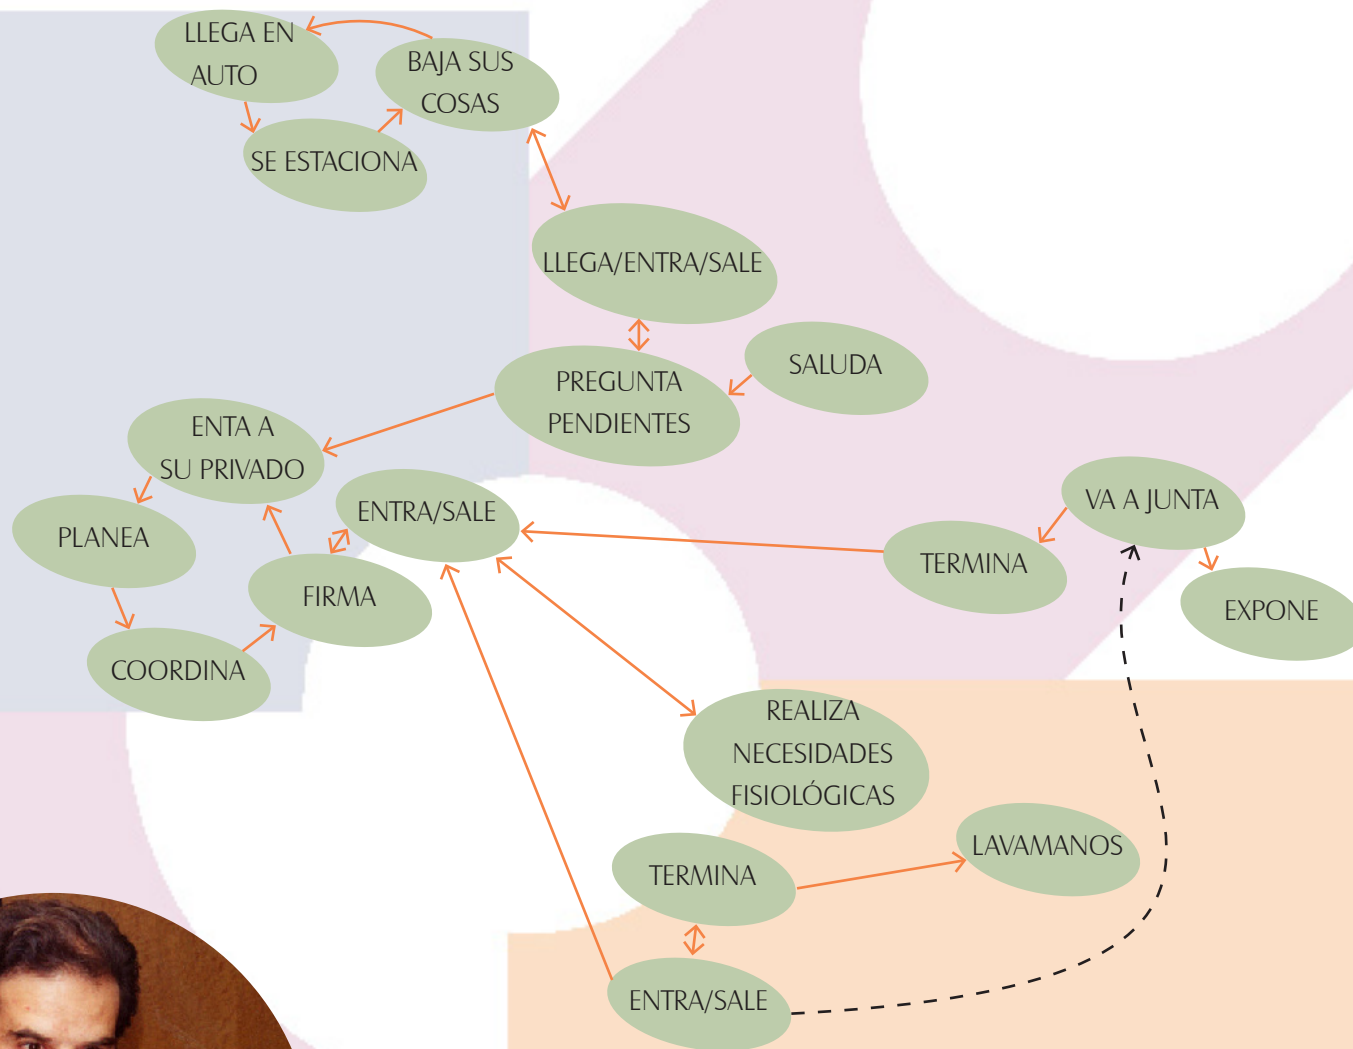 LLEGA EN
AUTO
BAJA SUS
COSAS
SE ESTACIONA
LLEGA/ENTRA/SALE
SALUDA
PREGUNTA
PENDIENTES
ENTA A
SU PRIVADO
ENTRA/SALE
VA A JUNTA
PLANEA
TERMINA
FIRMA
EXPONE
COORDINA
REALIZA
NECESIDADES
FISIOLÓGICAS
LAVAMANOS
TERMINA
ENTRA/SALE